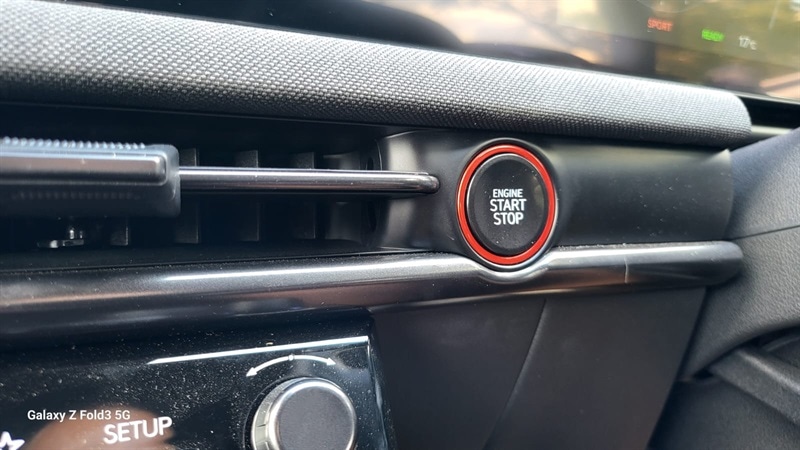 SPORT
READY 17°C
ENGINE
START
STOP
Galaxy Z Fold3 5G
SETUP